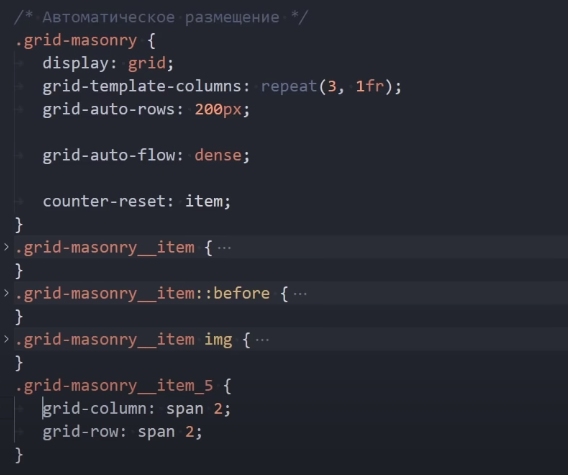 /* Автоматическое размещение */
.grid-masonry {
display: grid;
grid-template-columns: repeat(3, 1fr);
grid-auto-rows: 200px;
grid-auto-flow: dense;
counter-reset: item;
}
.grid-masonry__item { ···
}
.grid-masonry__item::before { ···
}
.grid-masonry__item img { ···
}
.grid-masonry__item_5 {
grid-column: span 2;
grid-row: span 2;
}